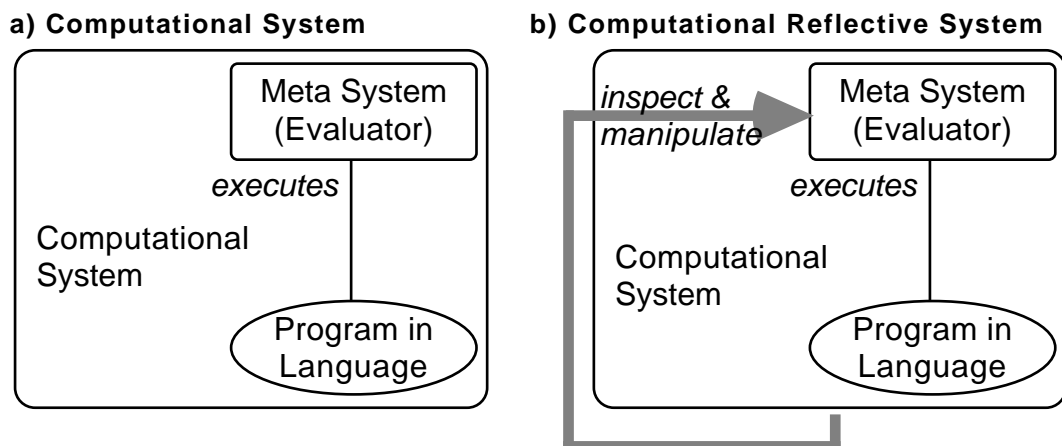 a) Computational System
Meta System
(Evaluator)
executes
Computational
System
Program in
Language
b) Computational Reflective System
inspect &
manipulate
Meta System
(Evaluator)
executes
Computational
System
Program in
Language